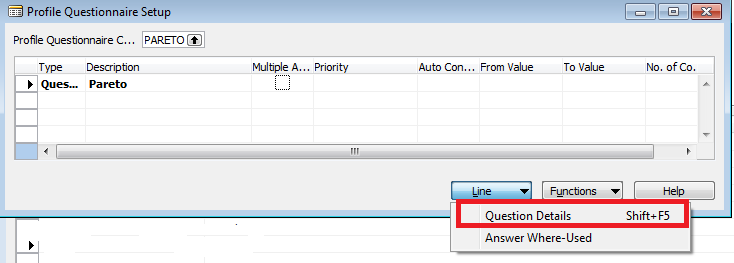 Profile Questionnaire Setup
Profile Questionnaire C... PARETO
Type Description Multiple A... Priority Auto Con... From Value To Value No. of Co.
Ques... Pareto
Line Functions Help
Question Details Shift+F5
Answer Where-Used